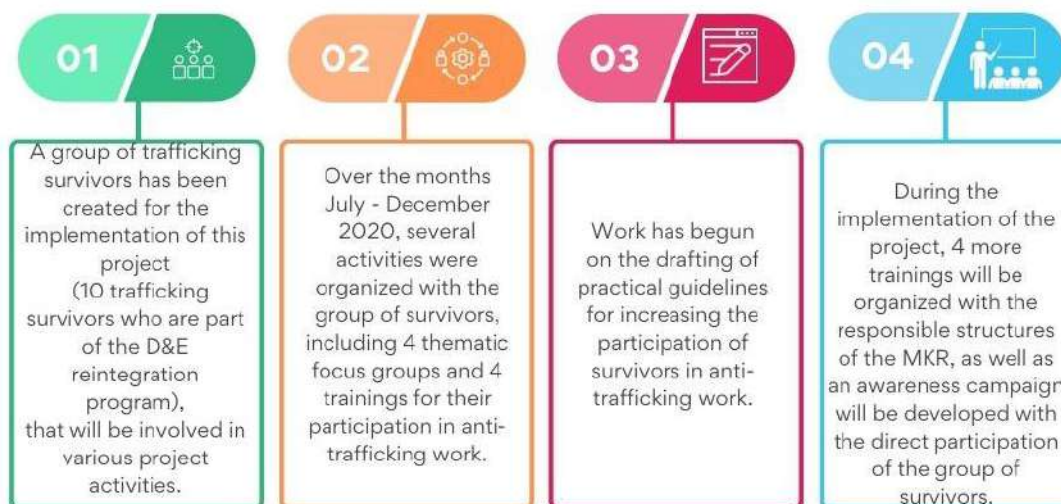 01
A group of trafficking
survivors has been
created for the
implementation of this
project
(10 trafficking
survivors who are part
of the D&E
reintegration
program),
that will be involved in
various project
activities.
02
Over the months
July - December
2020, several
activities were
organized with the
group of survivors,
including 4 thematic
focus groups and 4
trainings for their
participation in anti-
trafficking work.
03
Work has begun
on the drafting of
practical guidelines
for increasing the
participation of
survivors in anti-
trafficking work.
04
During the
implementation of the
project, 4 more
trainings will be
organized with the
responsible structures
of the MKR, as well as
an awareness campaign
will be developed with
the direct participation
of the group of
survivors.